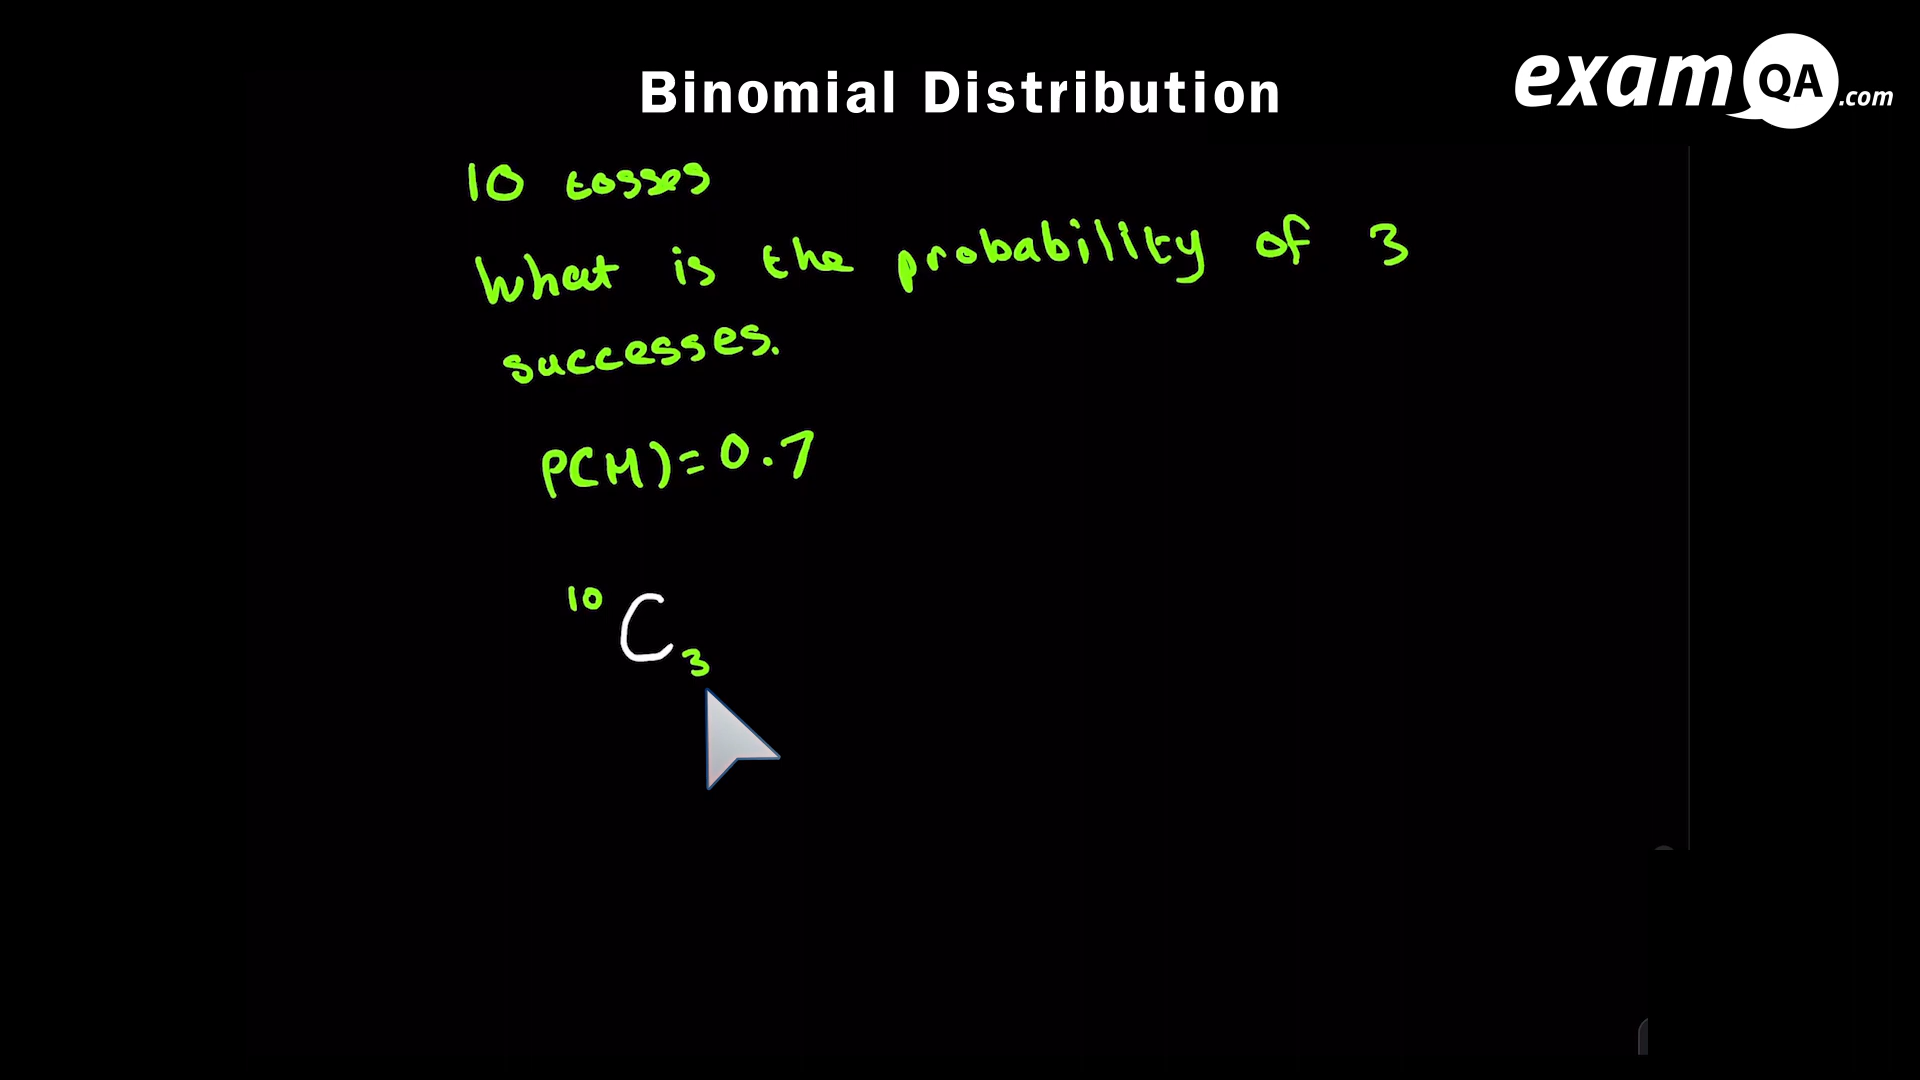 Binomial Distribution
examQA.com
10 tosses
What is the probability of 3
successes.
P(H)=0.7
10C3